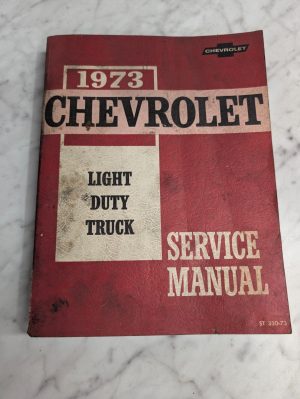 CHEVROLET
1973
CHEVROLET
LIGHT
DUTY
TRUCK
SERVICE
MANUAL
ST 330-73